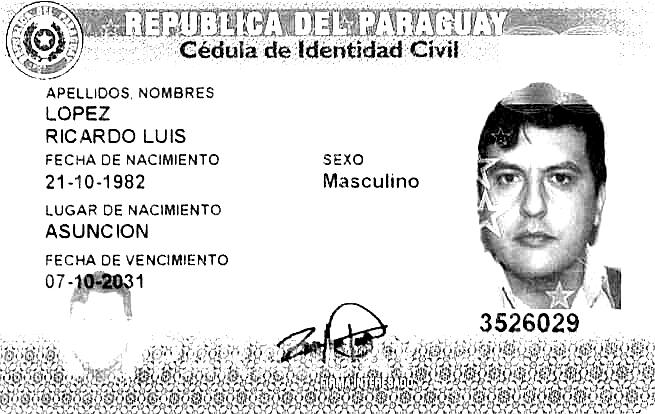 REPUBLICA DEL PARAGUAY
Cédula de Identidad Civil
APELLIDOS, NOMBRES
LOPEZ
RICARDO LUIS
FECHA DE NACIMIENTO
21-10-1982
SEXO
Masculino
LUGAR DE NACIMIENTO
ASUNCION
FECHA DE VENCIMIENTO
07-10-2031
3526029
FIRMA INTERESADO